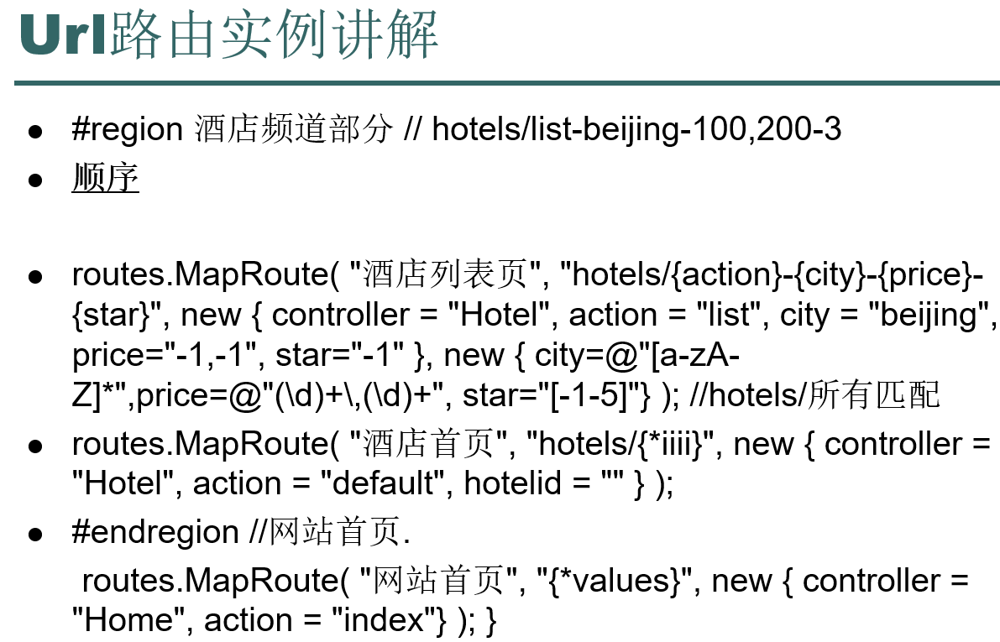 Url路由实例讲解
#region 酒店频道部分 // hotels/list-beijing-100,200-3
顺序
routes.MapRoute( "酒店列表页", "hotels/{action}-{city}-{price}-
{star}", new { controller = "Hotel", action = "list", city = "beijing",
price="-1,-1", star="-1" }, new { city=@"[a-zA-
Z]*",price=@"(\d)+\,(\d)+", star="[-1-5]"} ); //hotels/所有匹配
routes.MapRoute( "酒店首页", "hotels/{*iiii}", new { controller =
"Hotel", action = "default", hotelid = "" } );
#endregion //网站首页.
routes.MapRoute( "网站首页", "{*values}", new { controller =
"Home", action = "index"} ); }